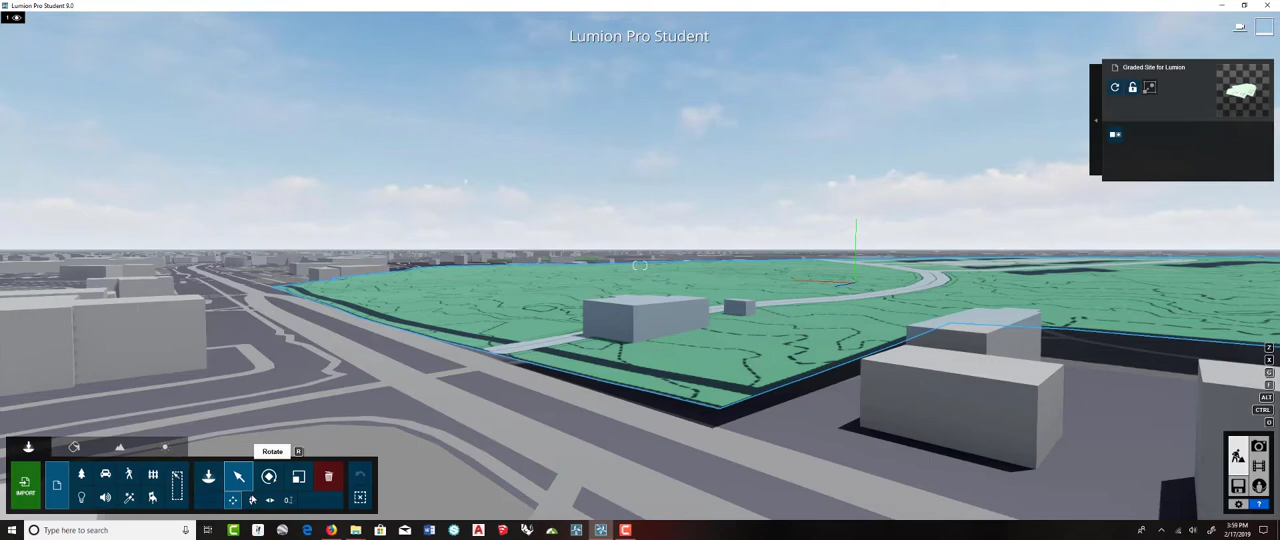 Lumion Pro Student 9.0
1
Lumion Pro Student
Graded Site for Lumion
Z
X
G
F
ALT
CTRL
O
Rotate R
IMPORT
?
Type here to search
3:59 PM
2/17/2019